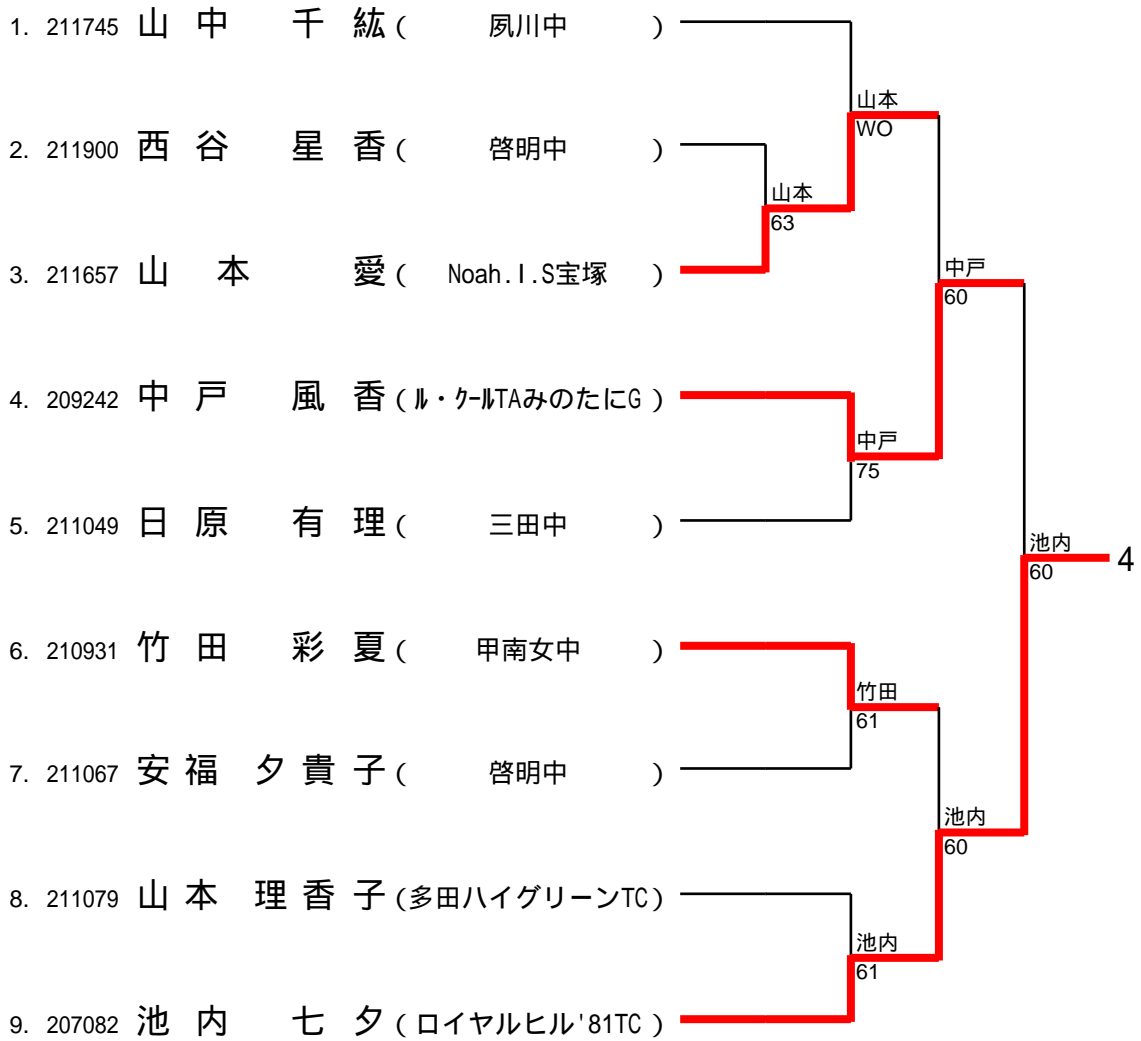 1. 211745 山中 千紘 ( 夙川中 )
山本
WO
2. 211900 西谷 星香 ( 啓明中 )
山本
63
3. 211657 山本 愛 ( Noah.I.S宝塚 )
中戸
60
4. 209242 中戸 風香 (ル・クールTAみのたにG )
中戸
75
5. 211049 日原 有理 ( 三田中 )
池内
60
4
6. 210931 竹田 彩夏 ( 甲南女中 )
竹田
61
7. 211067 安福 夕貴子 ( 啓明中 )
池内
60
8. 211079 山本 理香子 (多田ハイグリーンTC)
池内
61
9. 207082 池内 七夕 ( ロイヤルヒル'81TC )